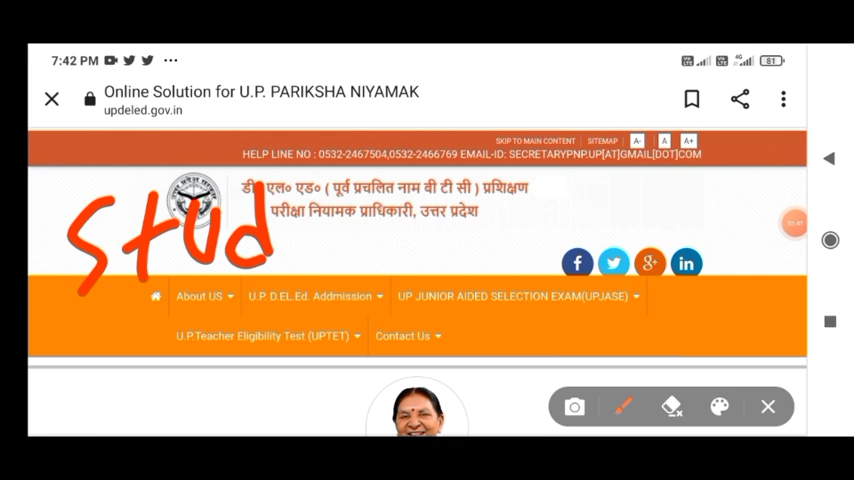 7:42 PM
4G
81
Online Solution for U.P. PARIKSHA NIYAMAK
updeled.gov.in
SKIP TO MAIN CONTENT SITEMAP A- A A+
HELP LINE NO : 0532-2467504,0532-2466769 EMAIL-ID: SECRETARYPNP.UP[AT]GMAIL[DOT]COM
डी० एल० एड० ( पूर्व प्रचलित नाम बी टी सी ) प्रशिक्षण
परीक्षा नियामक प्राधिकारी, उत्तर प्रदेश
Stud
About US U.P. D.EL.Ed. Addmission UP JUNIOR AIDED SELECTION EXAM(UPJASE)
U.P.Teacher Eligibility Test (UPTET) Contact Us